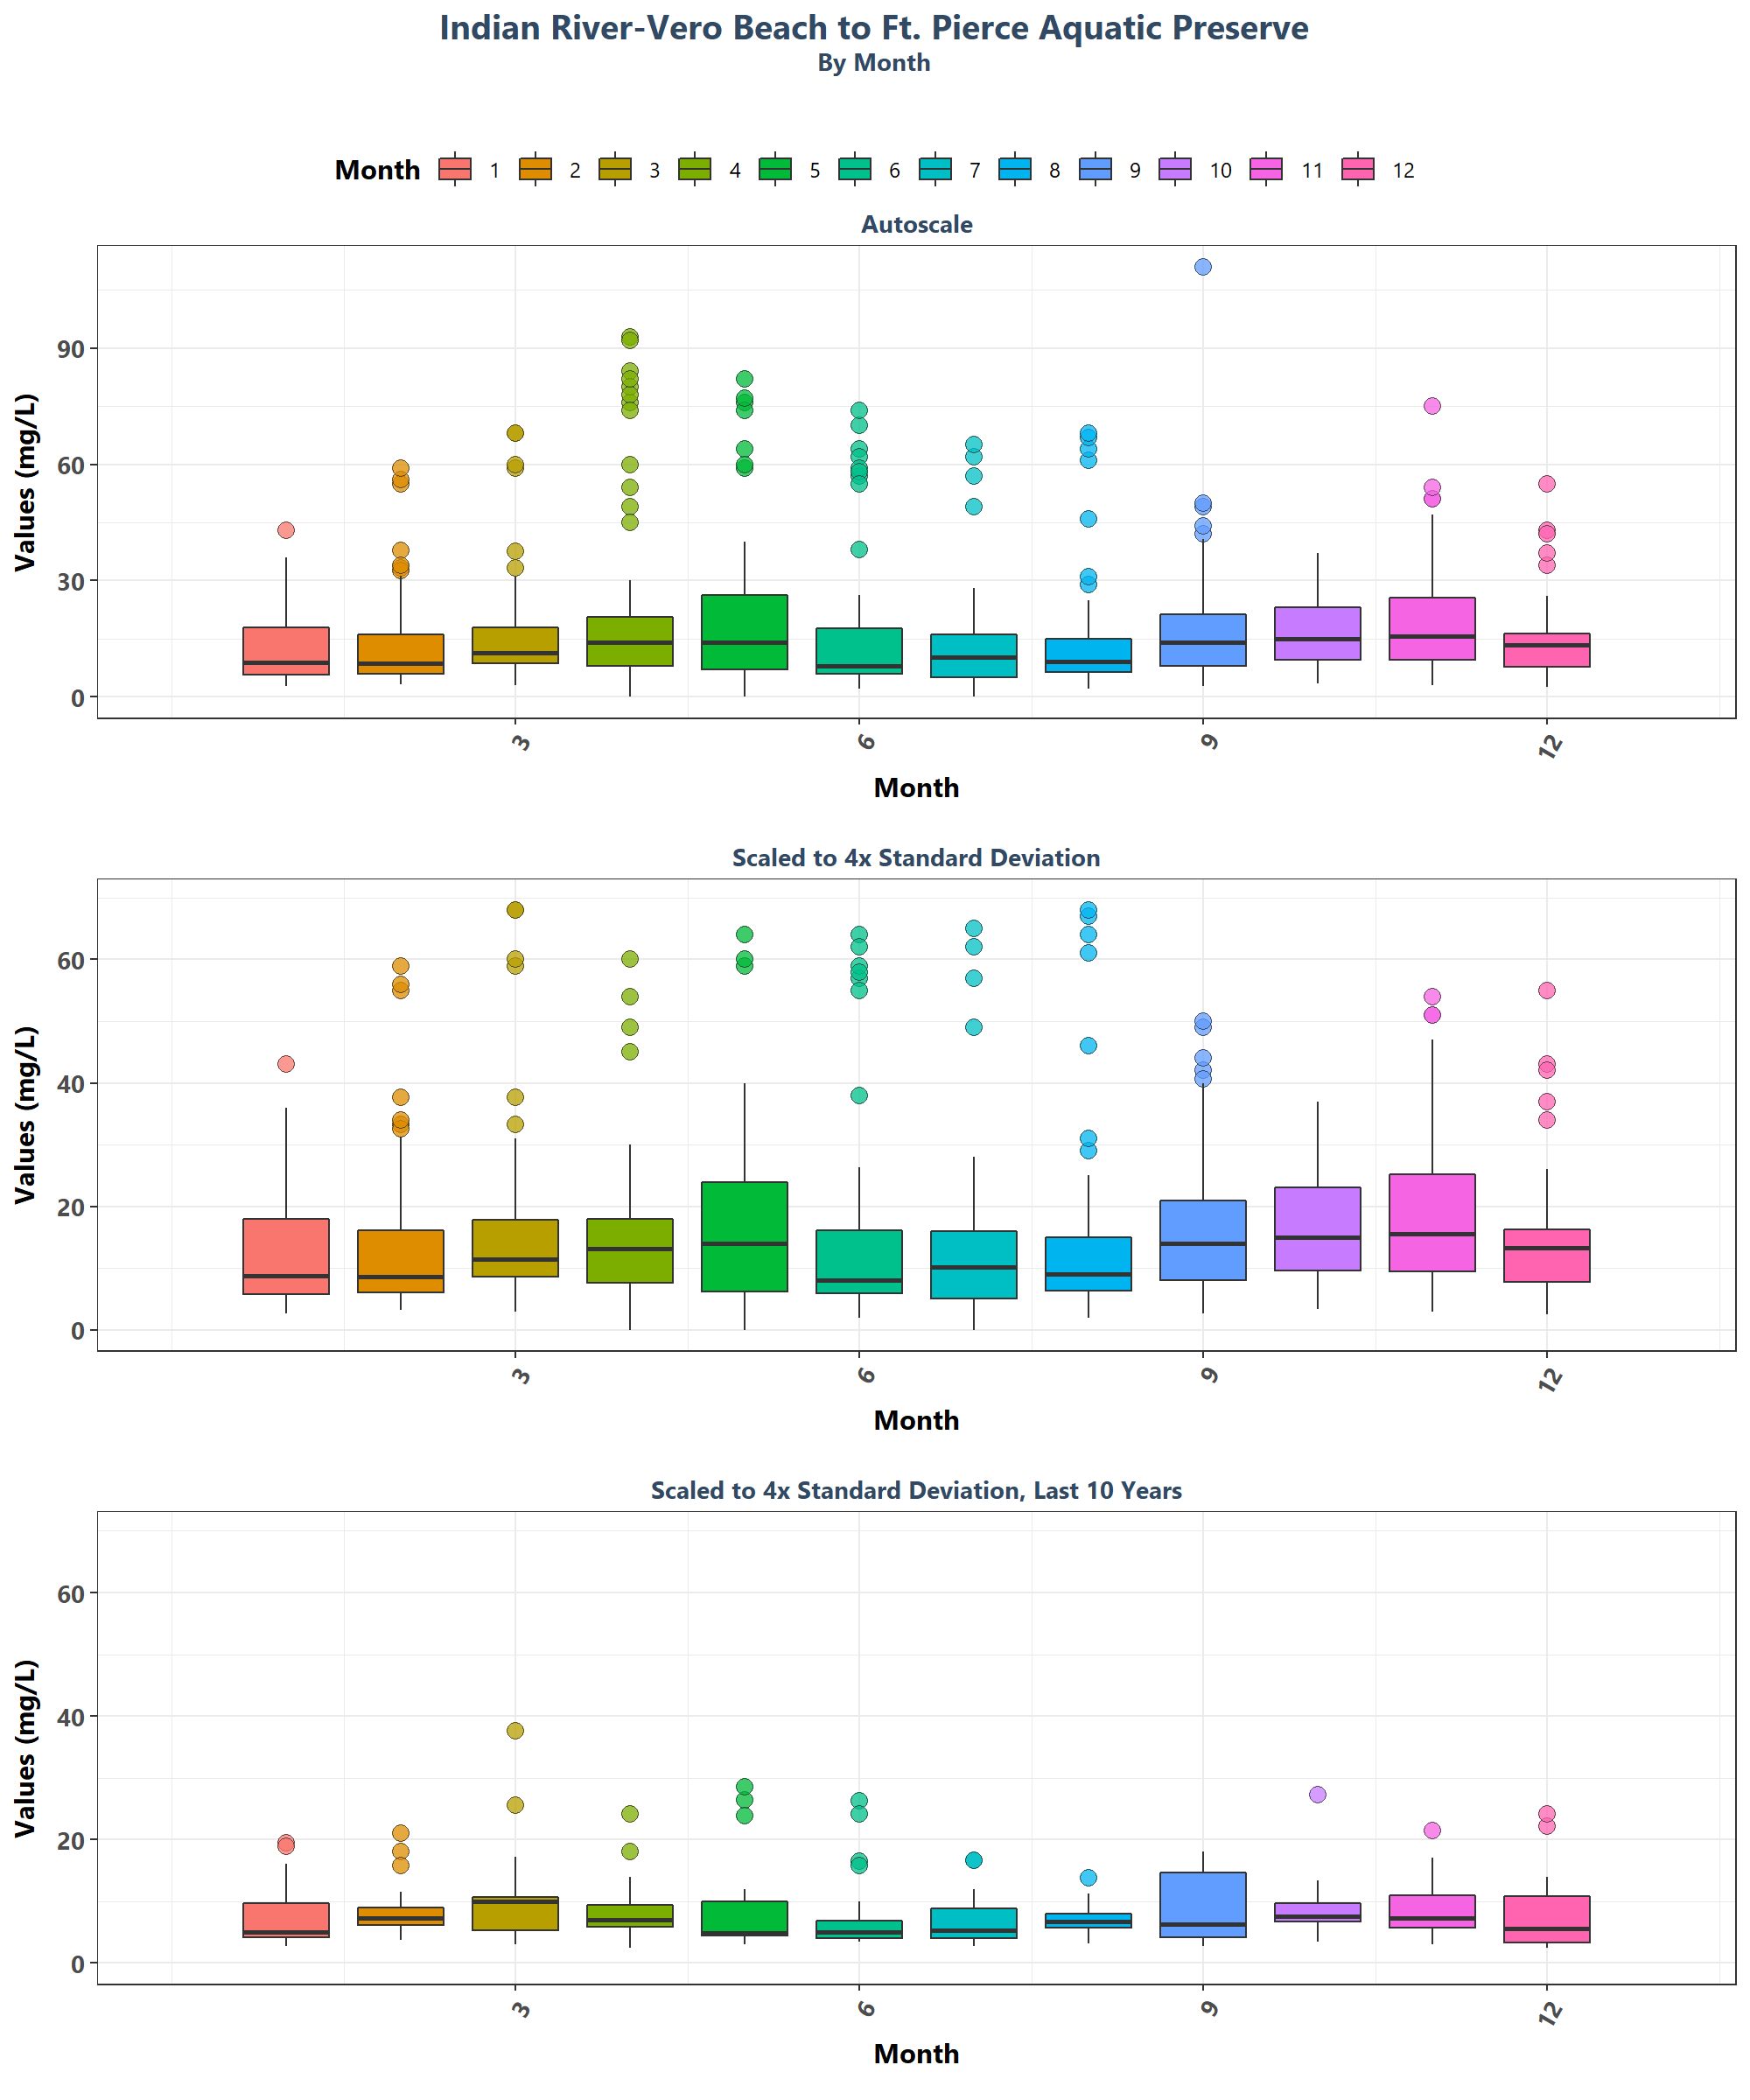 Indian River-Vero Beach to Ft. Pierce Aquatic Preserve
By Month
Month 1 2 3 4 5 6 7 8 9 10 11 12
Autoscale
Values (mg/L)
90
60
30
0
3 6 9 12
Month
Scaled to 4x Standard Deviation
Values (mg/L)
60
40
20
0
3 6 9 12
Month
Scaled to 4x Standard Deviation, Last 10 Years
Values (mg/L)
60
40
20
0
3 6 9 12
Month